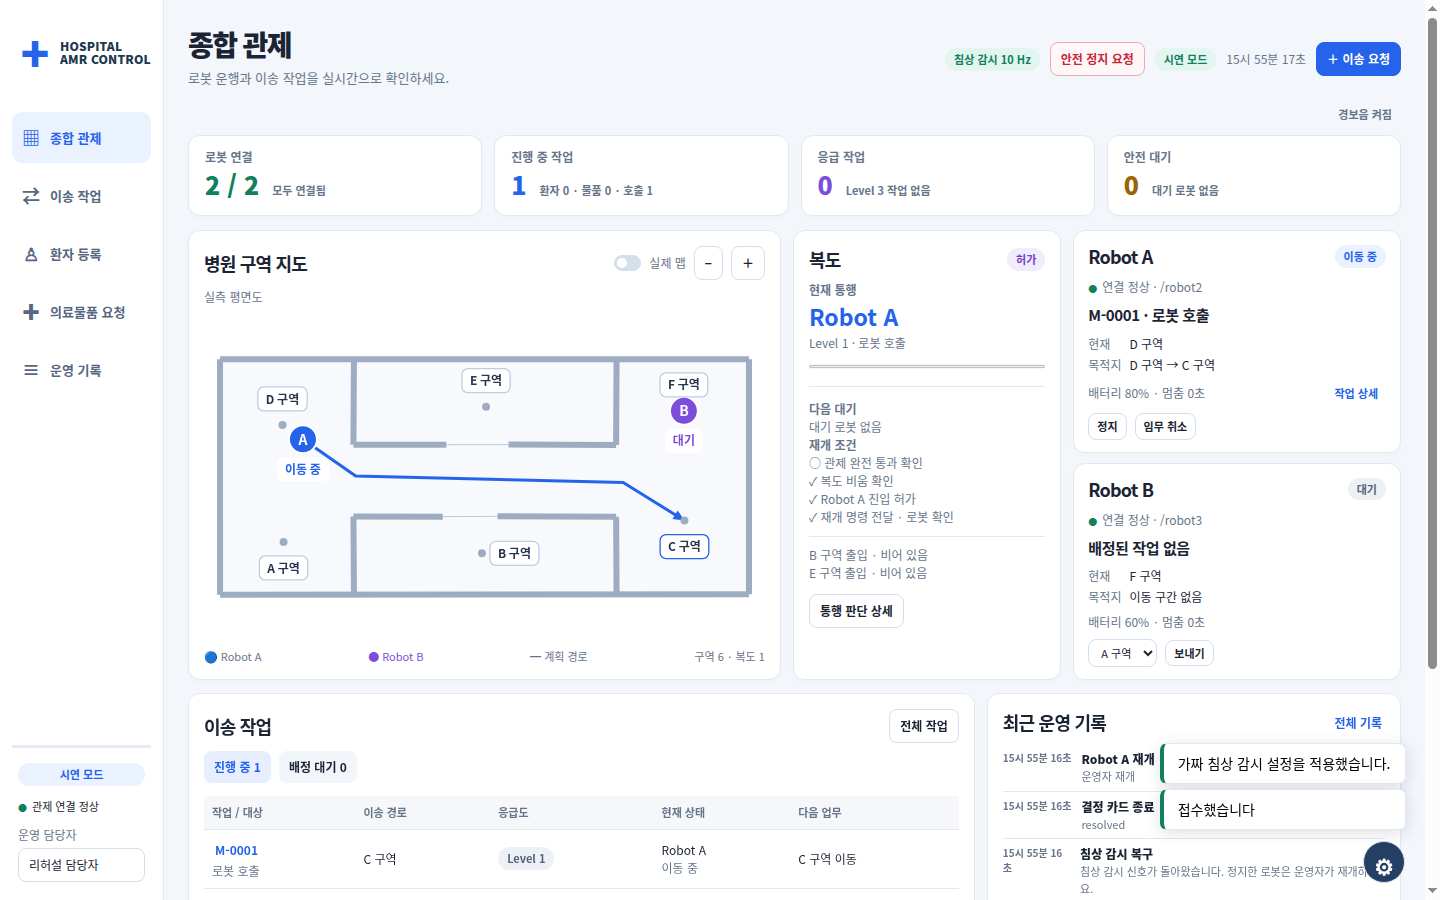 HOSPITAL
AMR CONTROL
종합 관제
이송 작업
환자 등록
의료물품 요청
운영 기록
시연 모드
관제 연결 정상
운영 담당자
리허설 담당자
종합 관제
로봇 운행과 이송 작업을 실시간으로 확인하세요.
침상 감시 10 Hz
안전 정지 요청
시연 모드
15시 55분 17초
+ 이송 요청
경보음 켜짐
로봇 연결
2 / 2 모두 연결됨
진행 중 작업
1 환자 0 · 물품 0 · 호출 1
응급 작업
0 Level 3 작업 없음
안전 대기
0 대기 로봇 없음
병원 구역 지도
실제 맵
−
+
실측 평면도
D 구역
E 구역
F 구역
A
이동 중
B
대기
A 구역
B 구역
C 구역
Robot A
Robot B
계획 경로
구역 6 · 복도 1
복도
허가
현재 통행
Robot A
Level 1 · 로봇 호출
다음 대기
대기 로봇 없음
재개 조건
○ 관제 완전 통과 확인
✓ 복도 비움 확인
✓ Robot A 진입 허가
✓ 재개 명령 전달 · 로봇 확인
B 구역 출입 · 비어 있음
E 구역 출입 · 비어 있음
통행 판단 상세
Robot A
이동 중
연결 정상 · /robot2
M-0001 · 로봇 호출
현재 D 구역
목적지 D 구역 → C 구역
배터리 80% · 멈춤 0초
작업 상세
정지
임무 취소
Robot B
대기
연결 정상 · /robot3
배정된 작업 없음
현재 F 구역
목적지 이동 구간 없음
배터리 60% · 멈춤 0초
A 구역
보내기
이송 작업
전체 작업
진행 중 1
배정 대기 0
작업 / 대상 이송 경로 응급도 현재 상태 다음 업무
M-0001
로봇 호출
C 구역
Level 1
Robot A
이동 중
C 구역 이동
최근 운영 기록
전체 기록
15시 55분 16초 Robot A 재개
운영자 재개
15시 55분 16초 결정 카드 종료
resolved
15시 55분 16초
침상 감시 복구
침상 감시 신호가 돌아왔습니다. 정지한 로봇은 운영자가 재개하
요.
가짜 침상 감시 설정을 적용했습니다.
접수했습니다